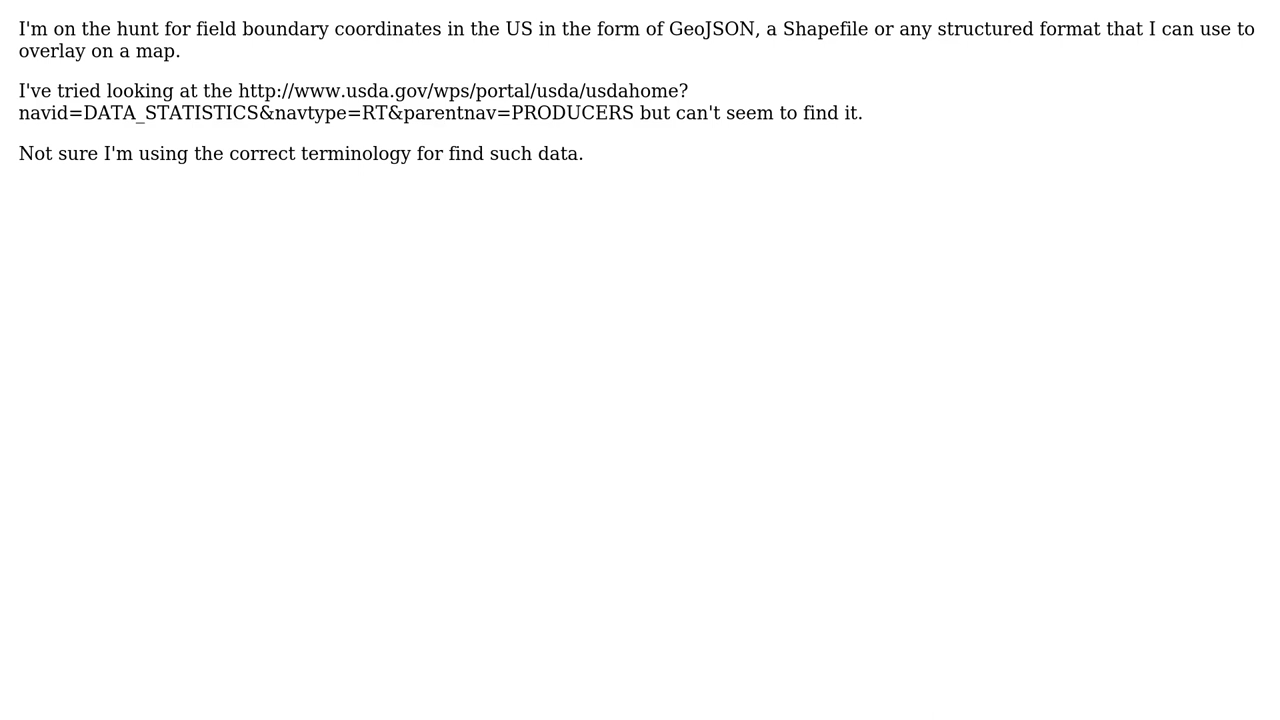 I'm on the hunt for field boundary coordinates in the US in the form of GeoJSON, a Shapefile or any structured format that I can use to
overlay on a map.
I've tried looking at the http://www.usda.gov/wps/portal/usda/usdahome?
navid=DATA_STATISTICS&navtype=RT&parentnav=PRODUCERS but can't seem to find it.
Not sure I'm using the correct terminology for find such data.